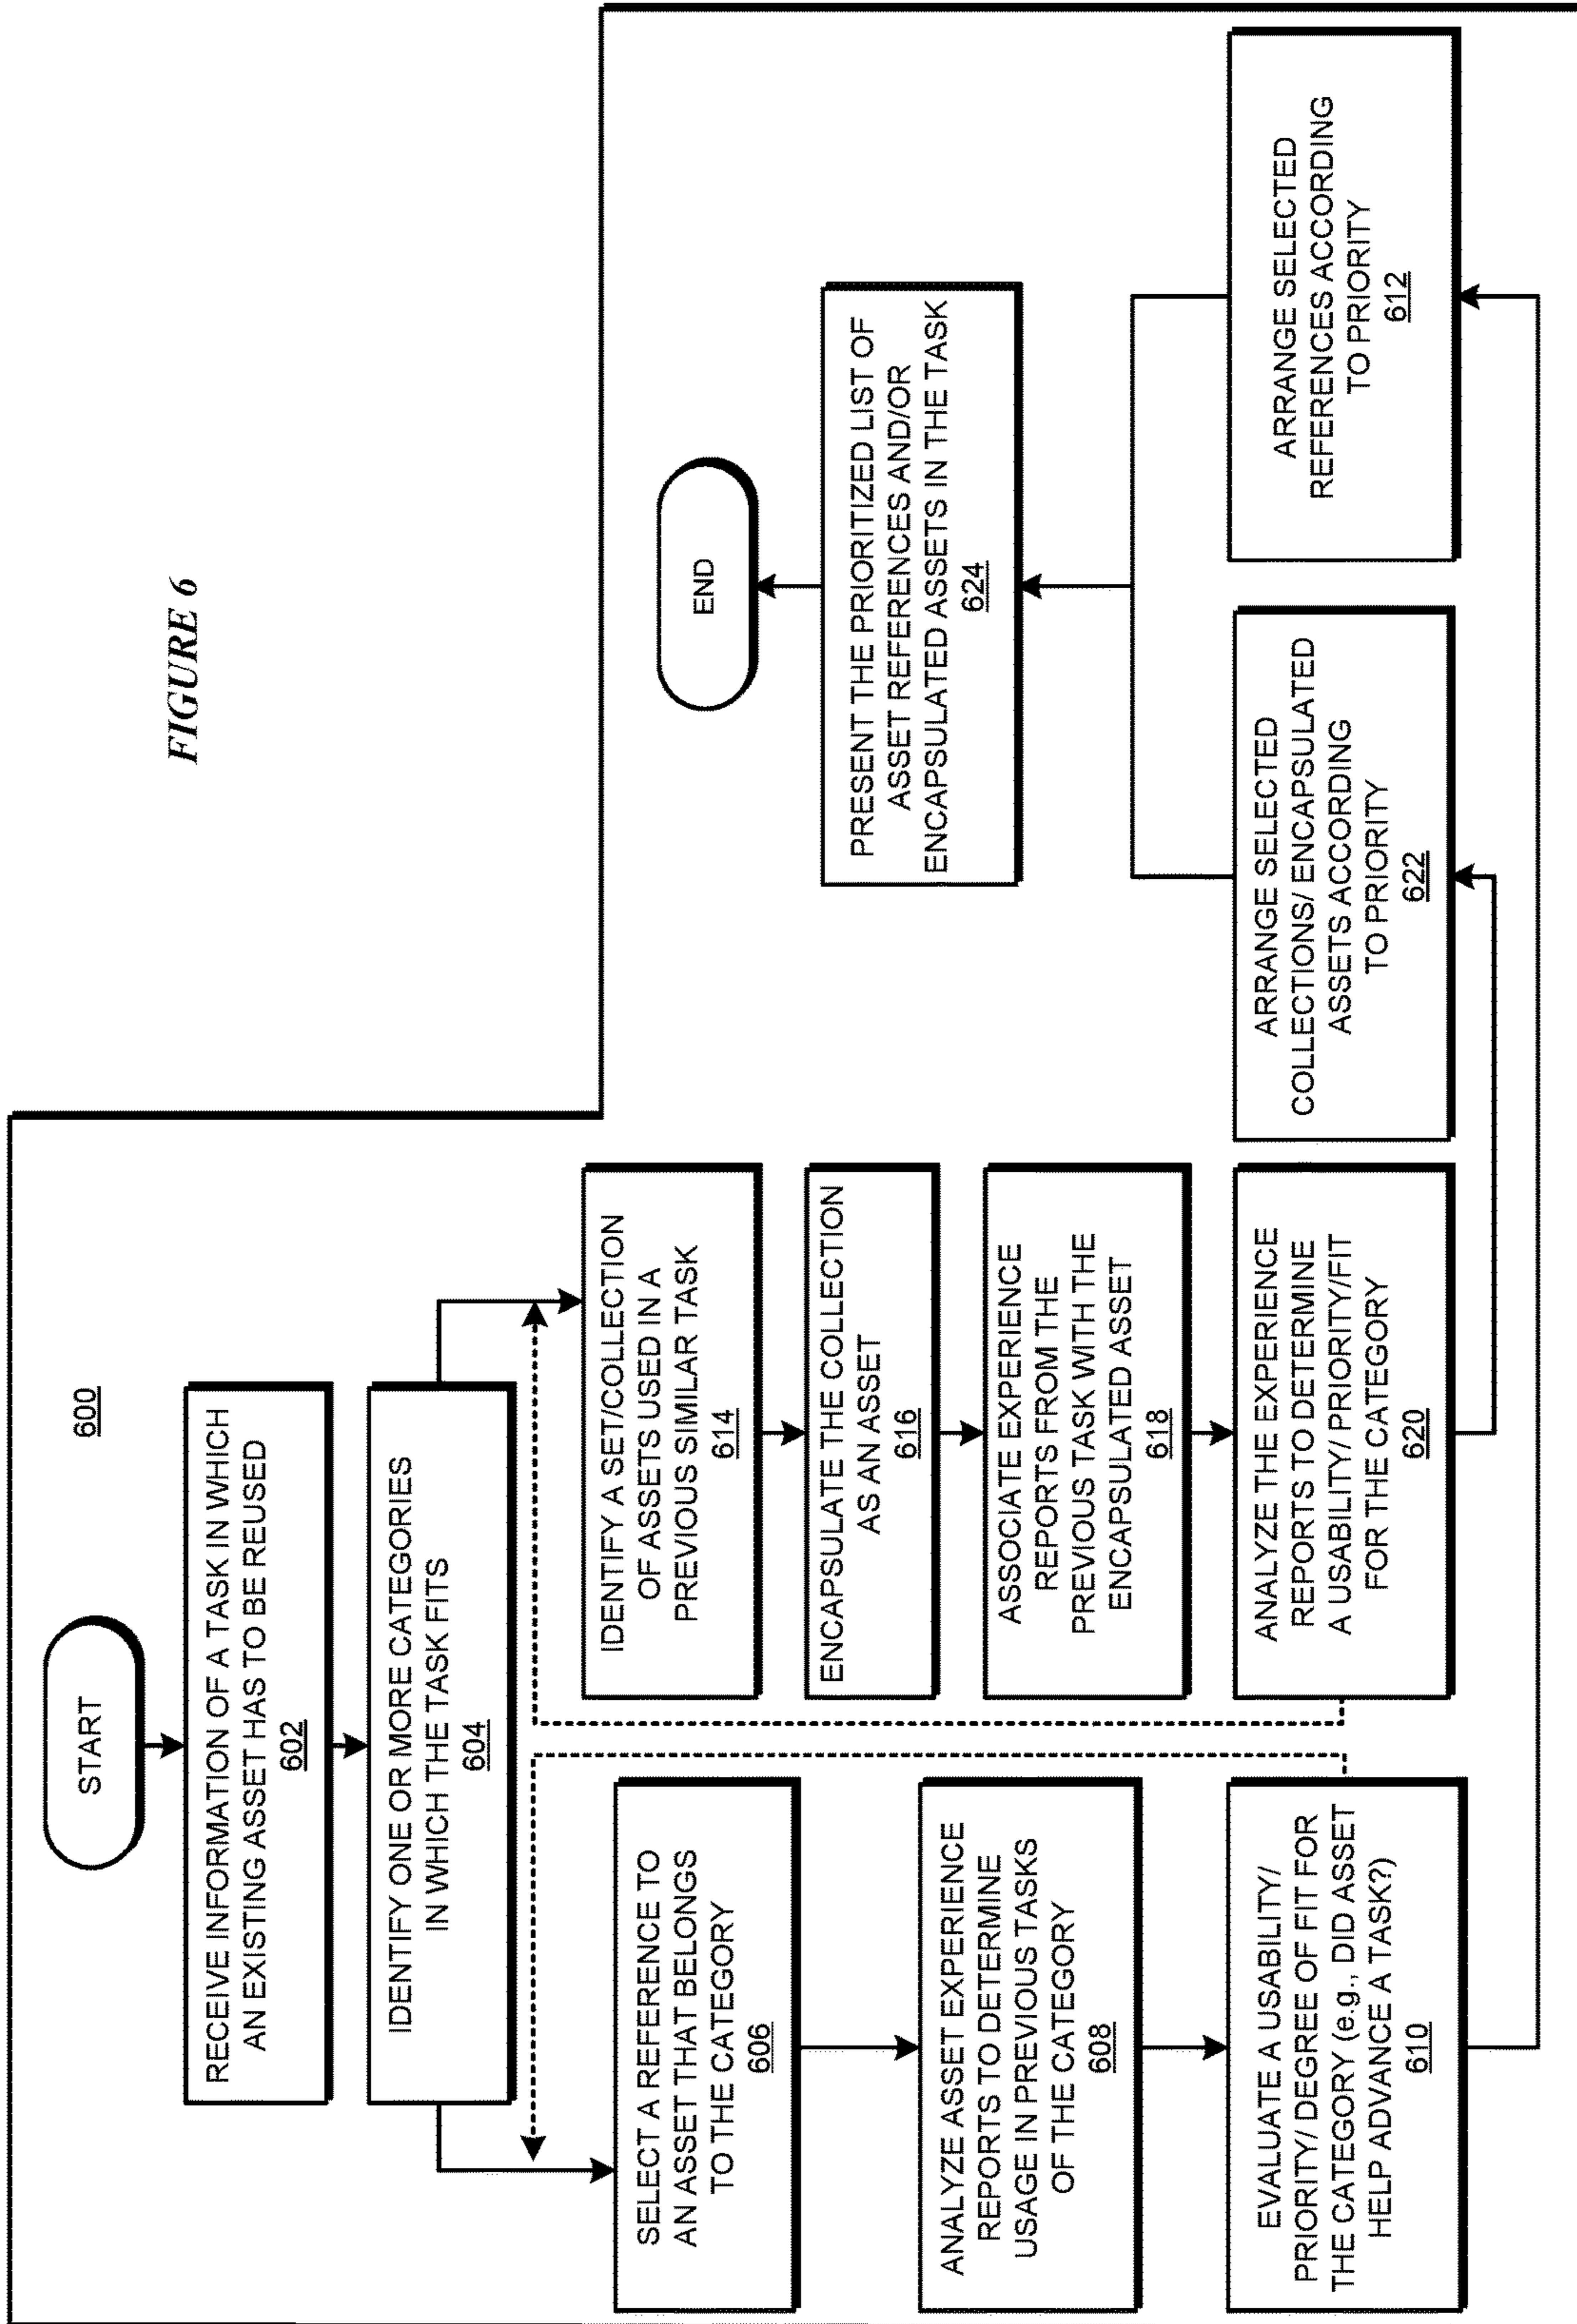 FIGURE 6
600
START
RECEIVE INFORMATION OF A TASK IN WHICH
AN EXISTING ASSET HAS TO BE REUSED
602
IDENTIFY ONE OR MORE CATEGORIES
IN WHICH THE TASK FITS
604
SELECT A REFERENCE TO
AN ASSET THAT BELONGS
TO THE CATEGORY
606
ANALYZE ASSET EXPERIENCE
REPORTS TO DETERMINE
USAGE IN PREVIOUS TASKS
OF THE CATEGORY
608
EVALUATE A USABILITY/
PRIORITY/ DEGREE OF FIT FOR
THE CATEGORY (e.g., DID ASSET
HELP ADVANCE A TASK?)
610
IDENTIFY A SET/COLLECTION
OF ASSETS USED IN A
PREVIOUS SIMILAR TASK
614
ENCAPSULATE THE COLLECTION
AS AN ASSET
616
ASSOCIATE EXPERIENCE
REPORTS FROM THE
PREVIOUS TASK WITH THE
ENCAPSULATED ASSET
618
ANALYZE THE EXPERIENCE
REPORTS TO DETERMINE
A USABILITY/ PRIORITY/FIT
FOR THE CATEGORY
620
ARRANGE SELECTED
COLLECTIONS/ ENCAPSULATED
ASSETS ACCORDING
TO PRIORITY
622
ARRANGE SELECTED
REFERENCES ACCORDING
TO PRIORITY
612
PRESENT THE PRIORITIZED LIST OF
ASSET REFERENCES AND/OR
ENCAPSULATED ASSETS IN THE TASK
624
END